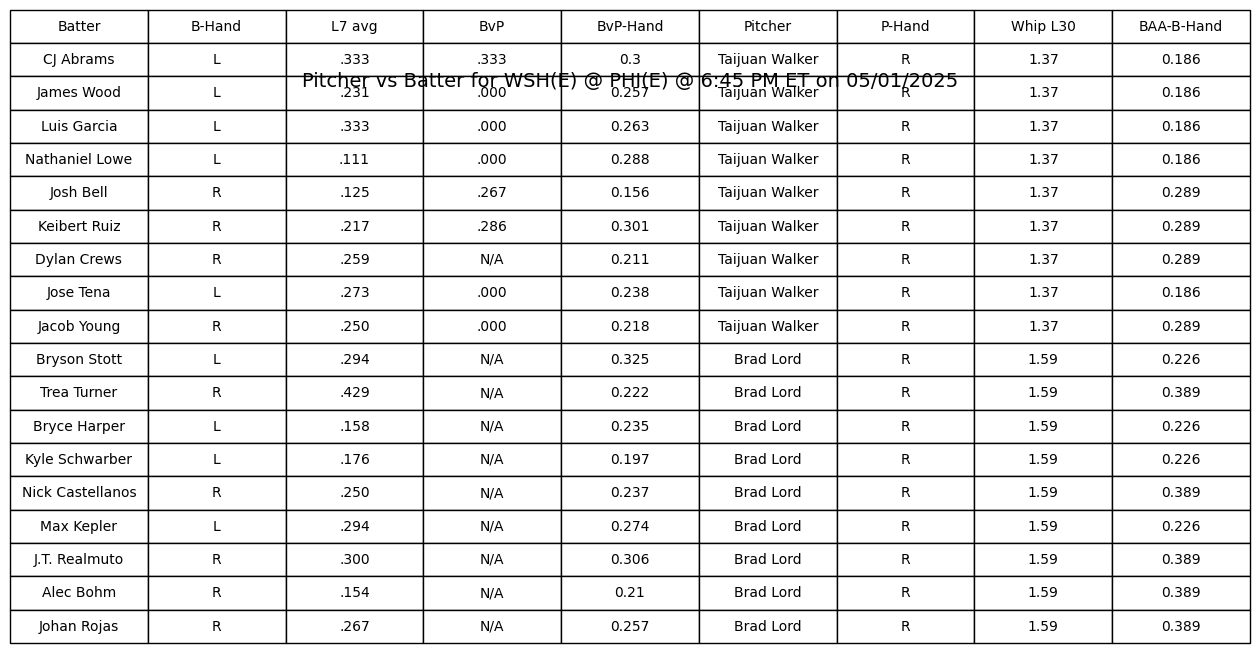 Batter B-Hand L7 avg BvP BvP-Hand Pitcher P-Hand Whip L30 BAA-B-Hand
CJ Abrams L .333 .333 0.3 Taijuan Walker R 1.37 0.186
Pitcher vs Batter for WSH(E) @ PHI(E) @ 6:45 PM ET on 05/01/2025
James Wood L .231 .000 0.257 Taijuan Walker R 1.37 0.186
Luis Garcia L .333 .000 0.263 Taijuan Walker R 1.37 0.186
Nathaniel Lowe L .111 .000 0.288 Taijuan Walker R 1.37 0.186
Josh Bell R .125 .267 0.156 Taijuan Walker R 1.37 0.289
Keibert Ruiz R .217 .286 0.301 Taijuan Walker R 1.37 0.289
Dylan Crews R .259 N/A 0.211 Taijuan Walker R 1.37 0.289
Jose Tena L .273 .000 0.238 Taijuan Walker R 1.37 0.186
Jacob Young R .250 .000 0.218 Taijuan Walker R 1.37 0.289
Bryson Stott L .294 N/A 0.325 Brad Lord R 1.59 0.226
Trea Turner R .429 N/A 0.222 Brad Lord R 1.59 0.389
Bryce Harper L .158 N/A 0.235 Brad Lord R 1.59 0.226
Kyle Schwarber L .176 N/A 0.197 Brad Lord R 1.59 0.226
Nick Castellanos R .250 N/A 0.237 Brad Lord R 1.59 0.389
Max Kepler L .294 N/A 0.274 Brad Lord R 1.59 0.226
J.T. Realmuto R .300 N/A 0.306 Brad Lord R 1.59 0.389
Alec Bohm R .154 N/A 0.21 Brad Lord R 1.59 0.389
Johan Rojas R .267 N/A 0.257 Brad Lord R 1.59 0.389